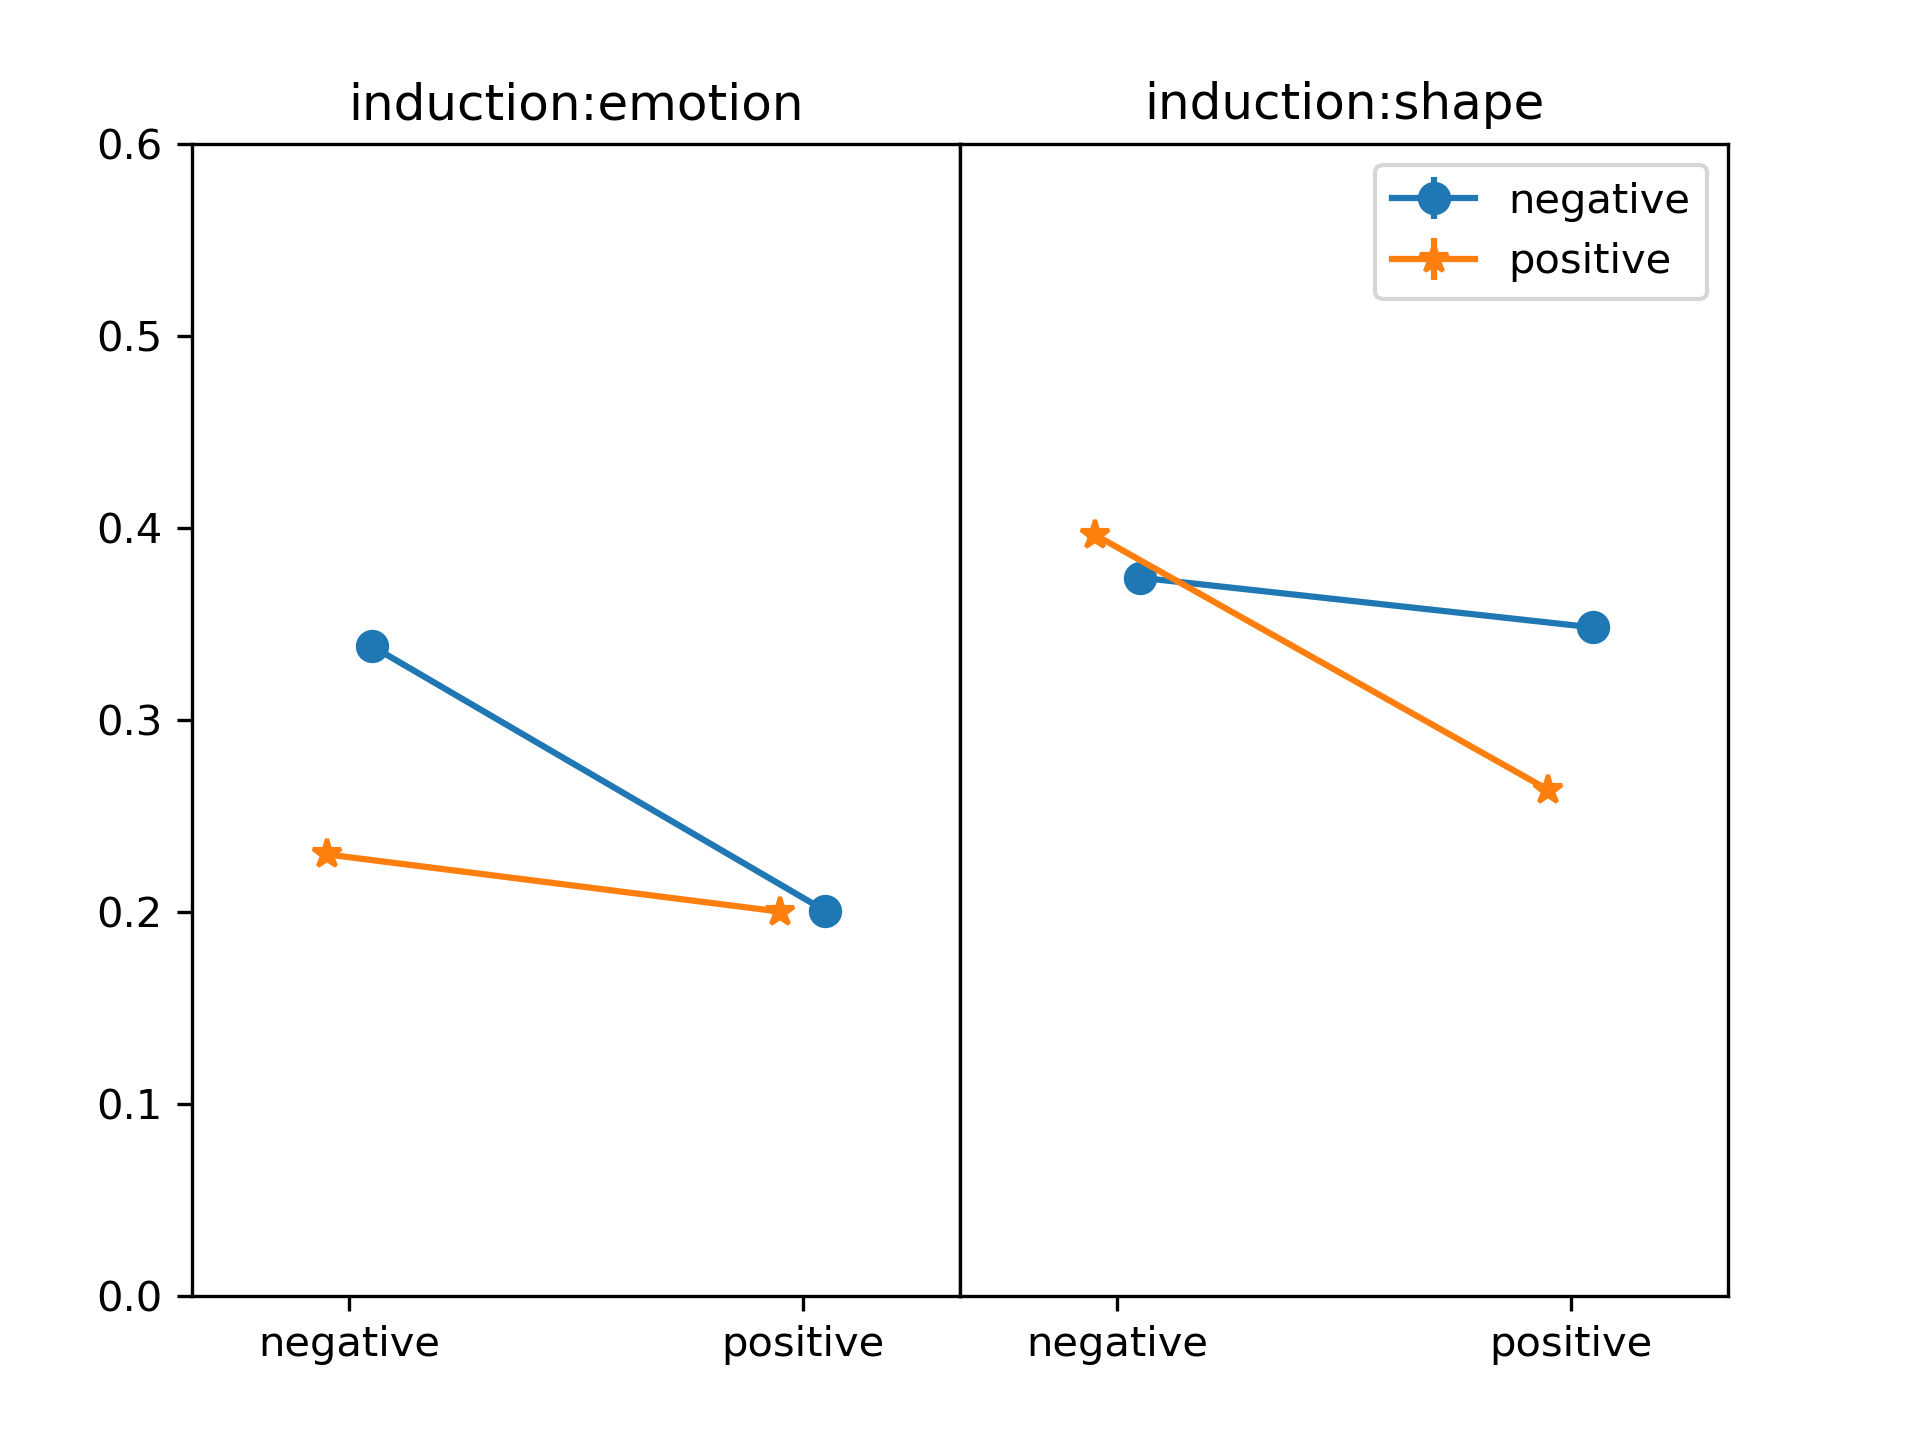 induction:emotion
induction:shape
0.6
0.5
0.4
0.3
0.2
0.1
0.0
negative
positive
negative
positive
negative
positive